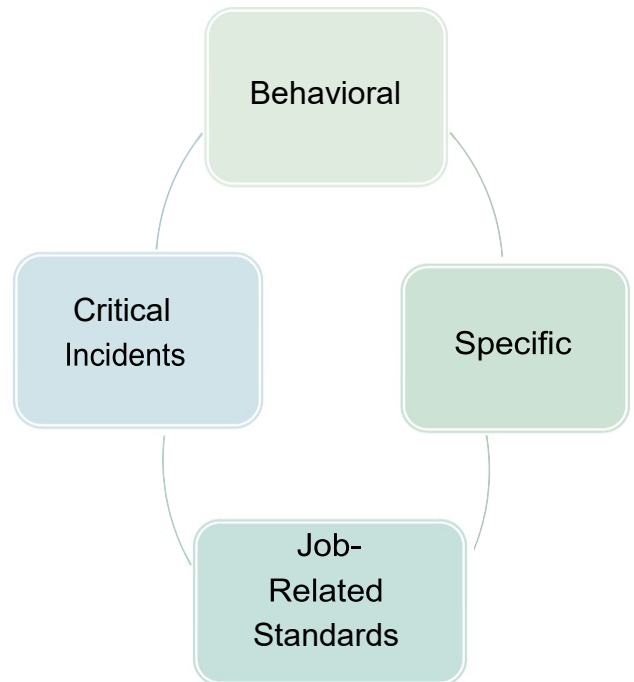 Behavioral
Critical
Incidents
Specific
Job-
Related
Standards